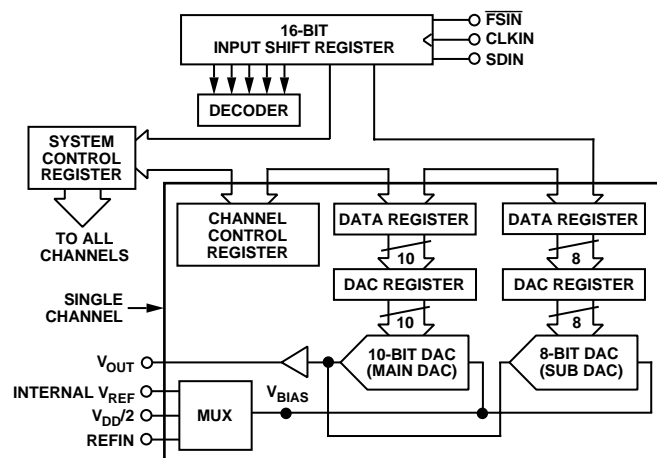 16-BIT
INPUT SHIFT REGISTER
FSIN
CLKIN
SDIN
DECODER
SYSTEM
CONTROL
REGISTER
TO ALL
CHANNELS
CHANNEL
CONTROL
REGISTER
DATA REGISTER
DATA REGISTER
10
8
DAC REGISTER
DAC REGISTER
10
8
SINGLE
CHANNEL
10-BIT DAC
(MAIN DAC)
8-BIT DAC
(SUB DAC)
VOUT
INTERNAL VREF
VDD/2
REFIN
MUX
VBIAS